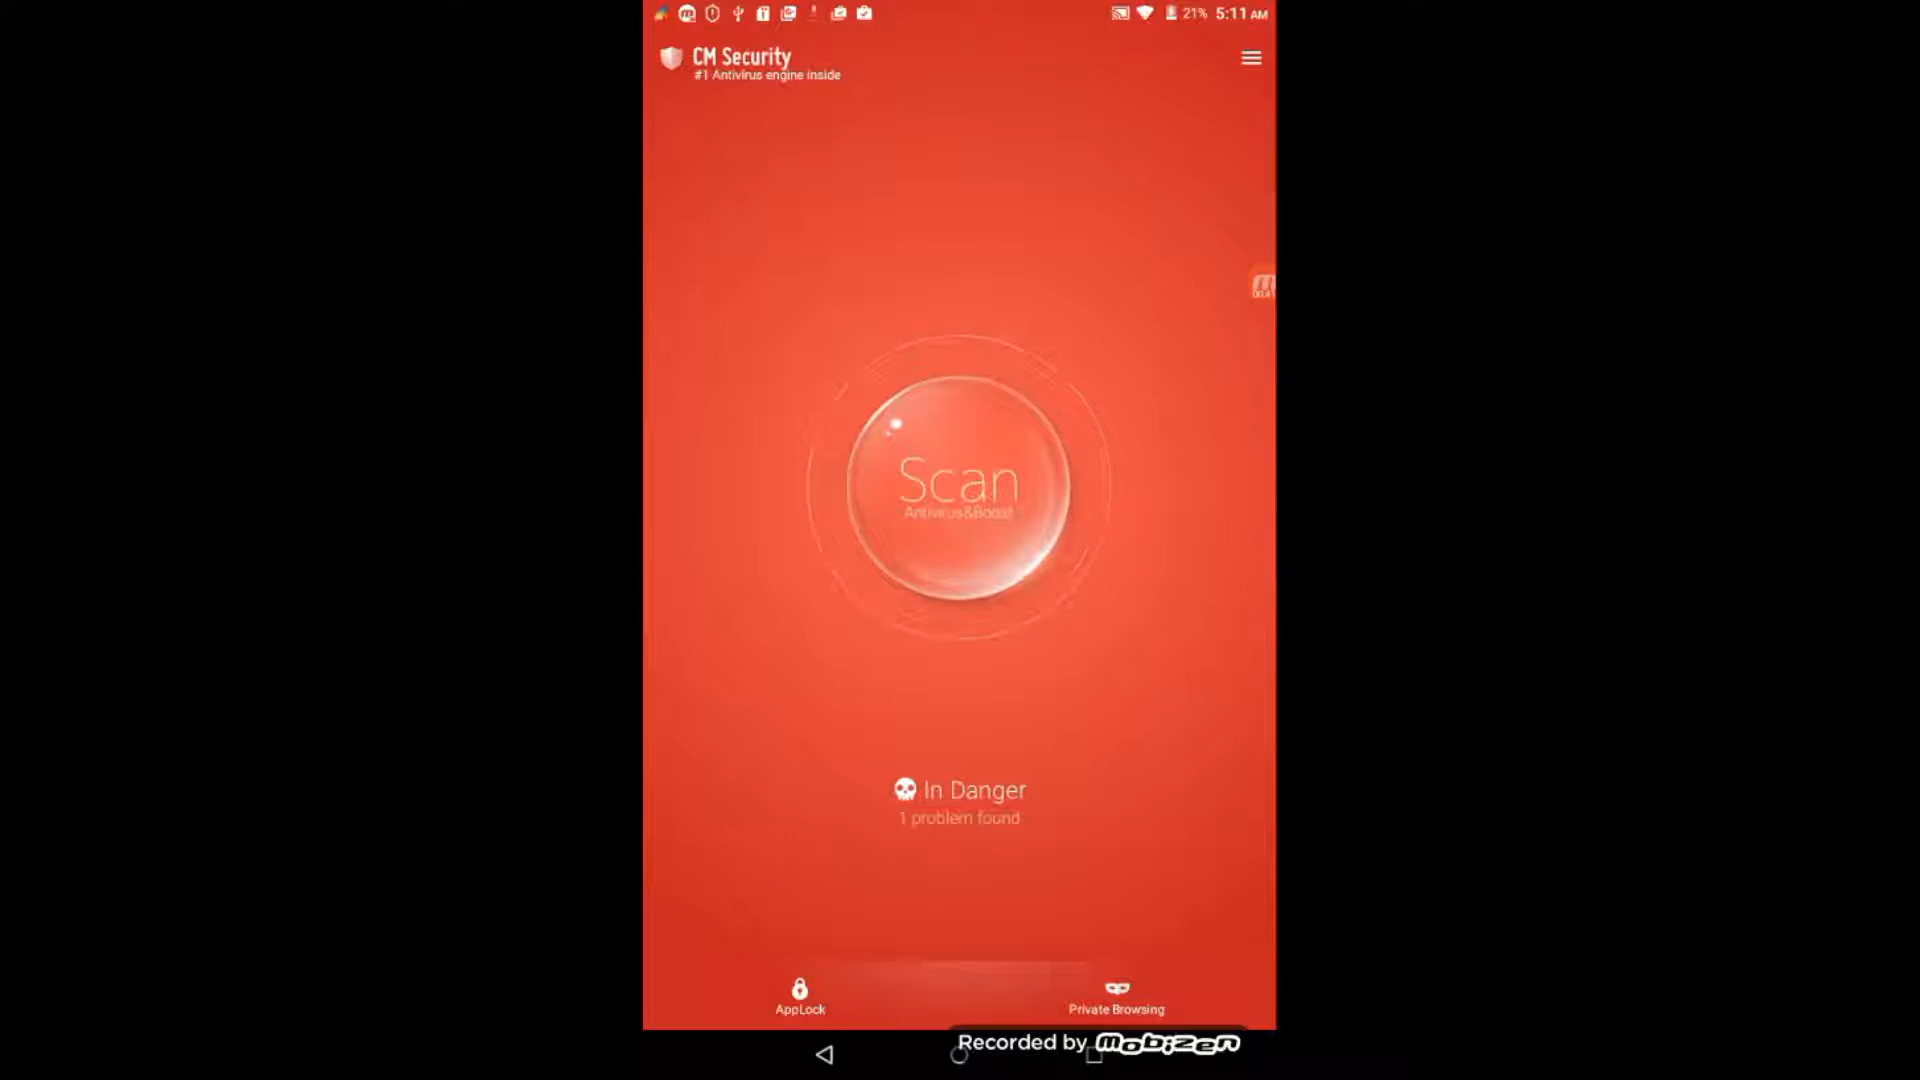 21% 5:11 AM
CM Security
#1 Antivirus engine inside
Scan
Antivirus&Boost
In Danger
1 problem found
AppLock
Private Browsing
Recorded by mobizen